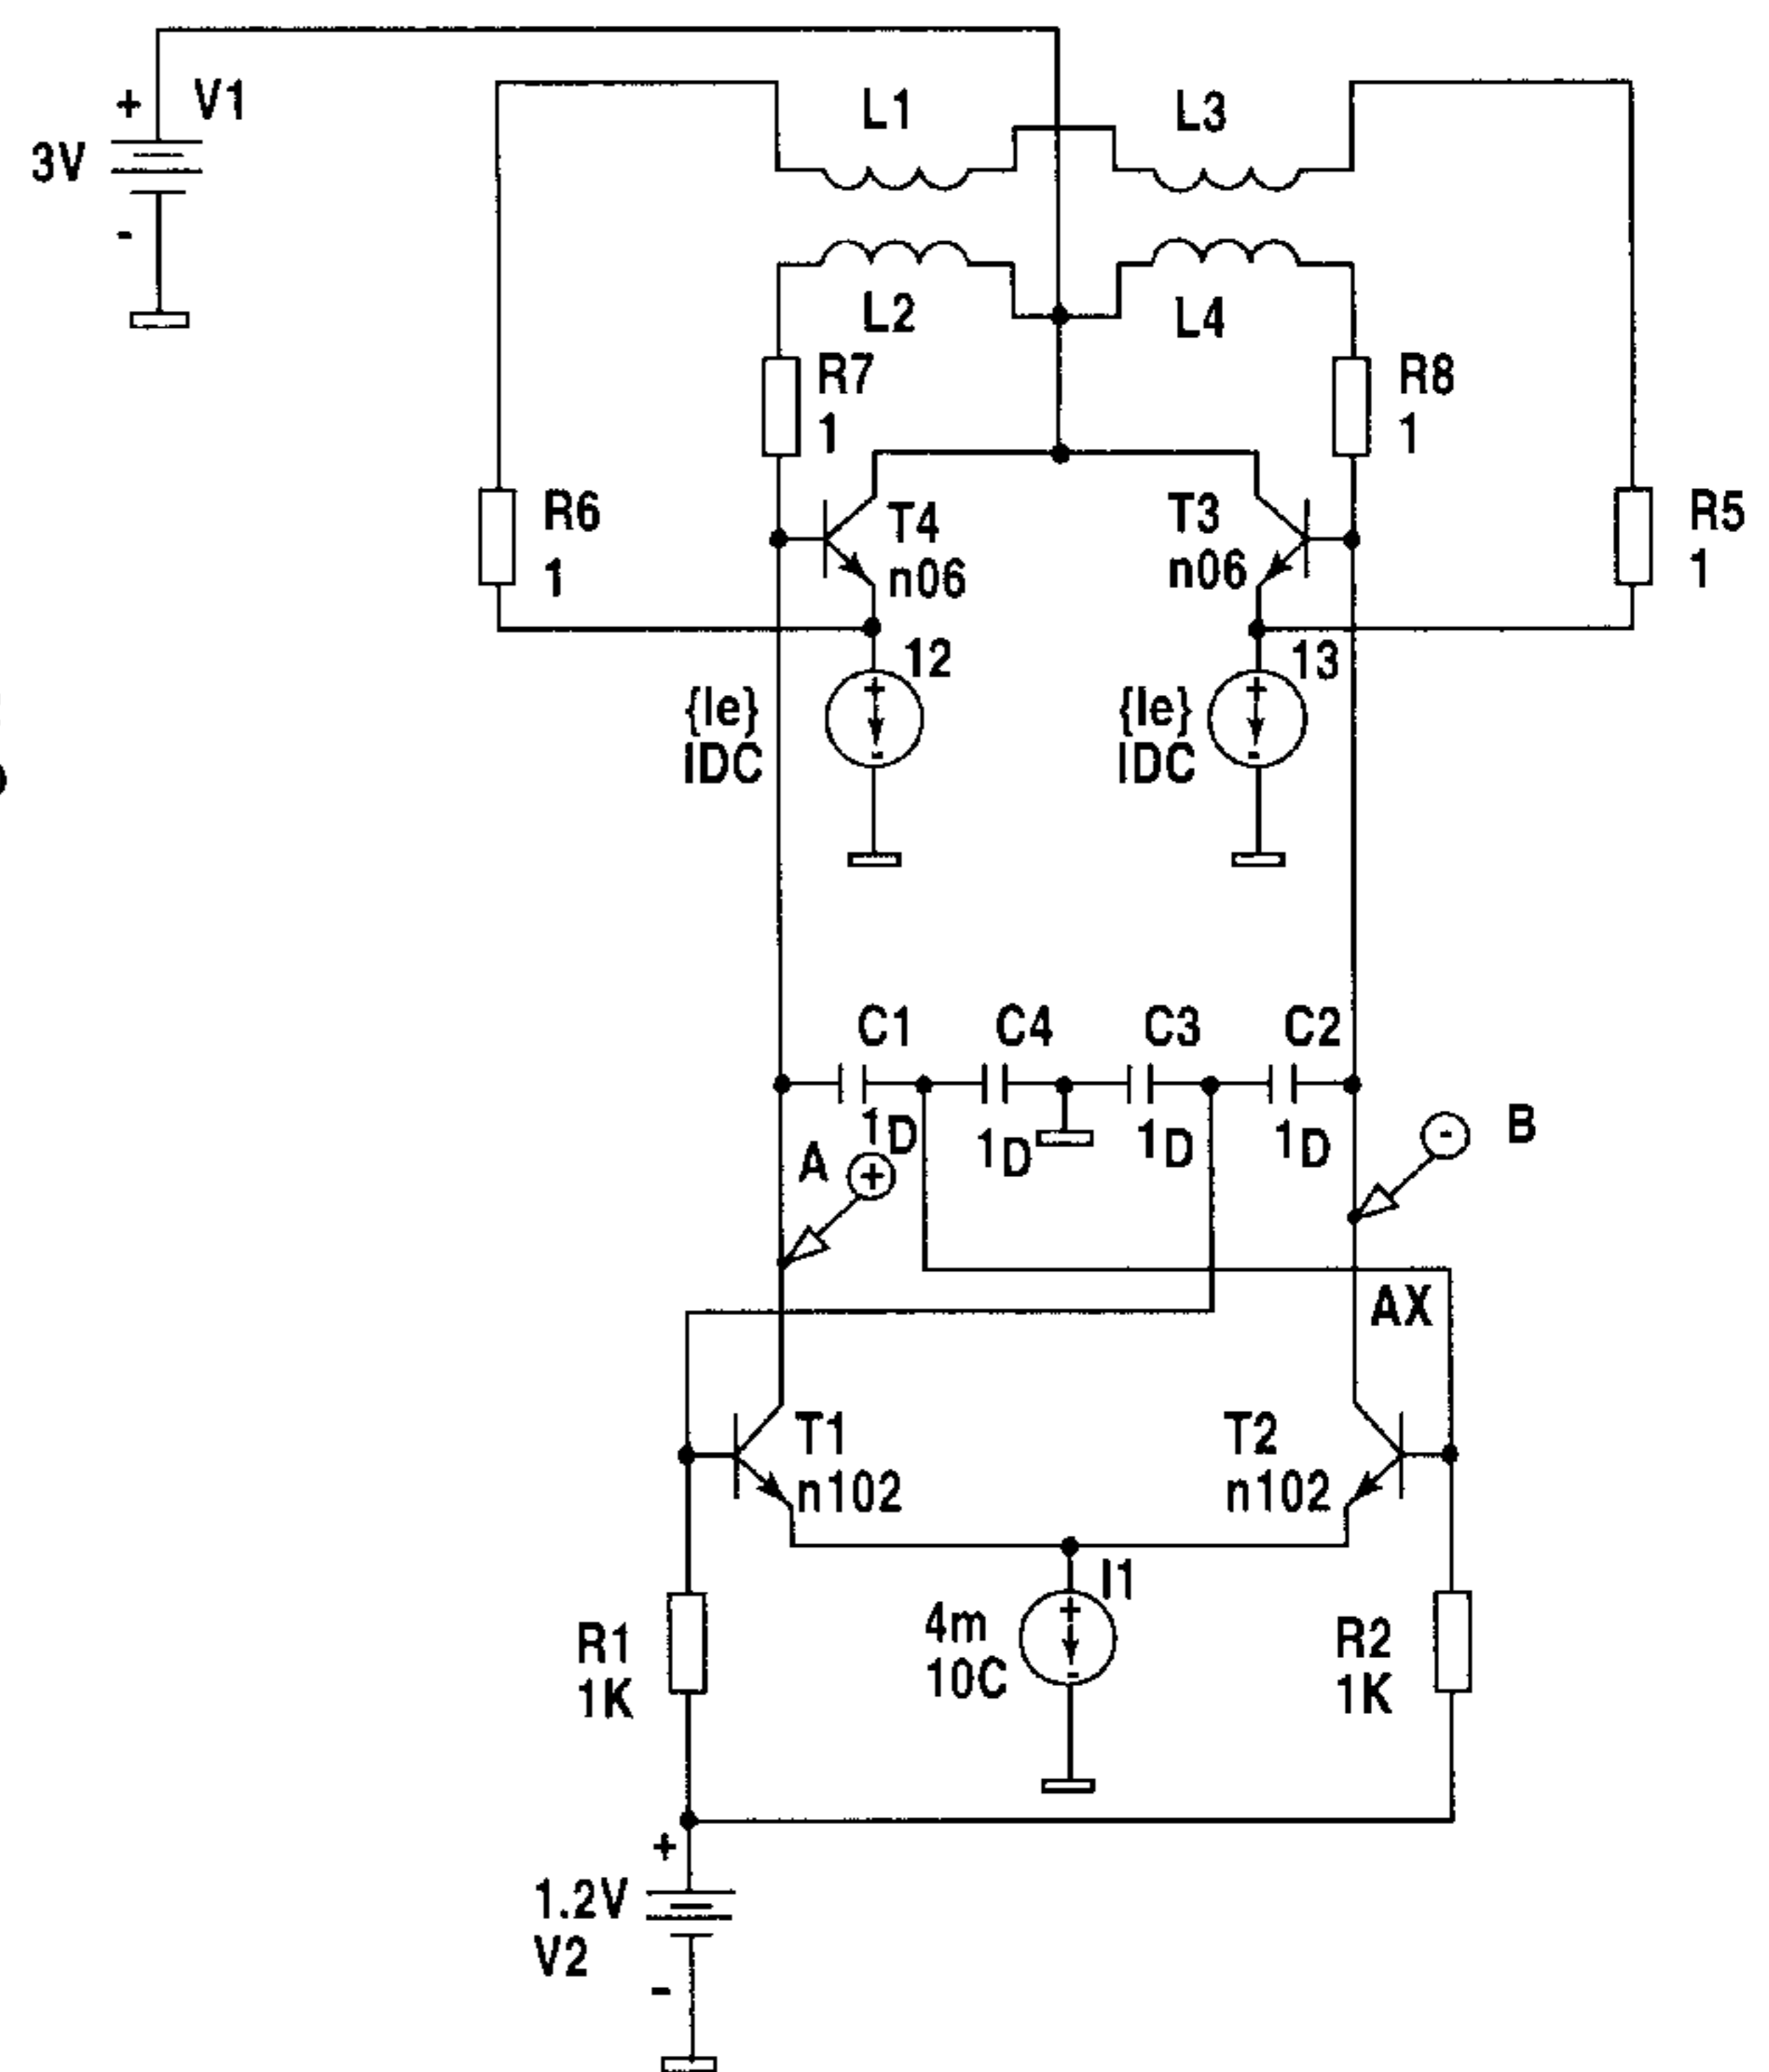 + V1
3V
-
L1
L3
L2
L4
R7
1
R8
1
R6
1
T4
n06
T3
n06
R5
1
12
13
{Ie}
IDC
+
-
{Ie}
IDC
+
-
C1
C4
C3
C2
1D
1D
1D
1D
A
+
-
B
AX
T1
n102
T2
n102
I1
4m
10C
+
-
R1
1K
R2
1K
+
1.2V
V2
-